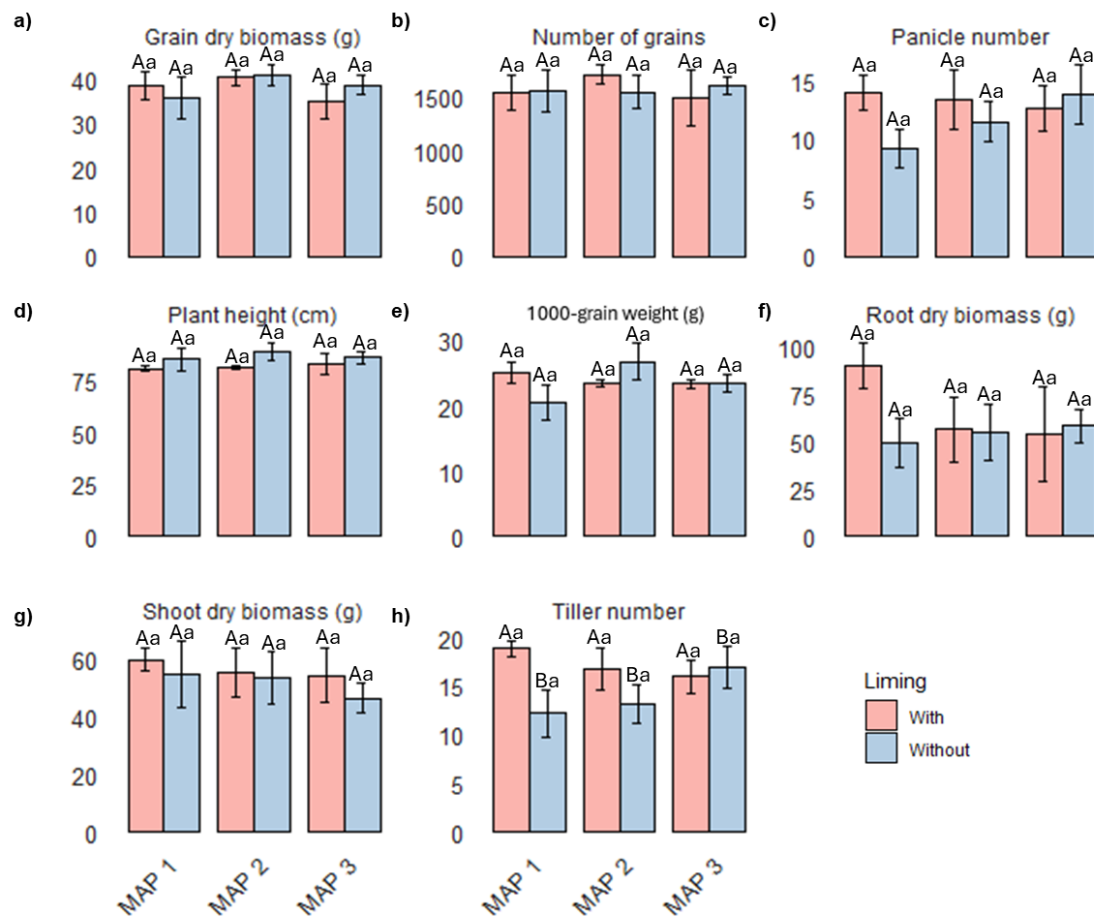 a)
Grain dry biomass (g)
Aa Aa Aa Aa Aa Aa
40
30
20
10
0
b)
Number of grains
Aa Aa Aa Aa Aa Aa
1500
1000
500
0
c)
Panicle number
Aa Aa Aa Aa Aa Aa
15
10
5
0
d)
Plant height (cm)
Aa Aa Aa Aa Aa Aa
75
50
25
0
e)
1000-grain weight (g)
Aa Aa Aa Aa Aa Aa
30
20
10
0
f)
Root dry biomass (g)
Aa Aa Aa Aa Aa Aa
100
75
50
25
0
g)
Shoot dry biomass (g)
Aa Aa Aa Aa Aa Aa
60
40
20
0
MAP 1 MAP 2 MAP 3
h)
Tiller number
Aa Ba Aa Ba Aa Ba
20
15
10
5
0
MAP 1 MAP 2 MAP 3
Liming
With
Without